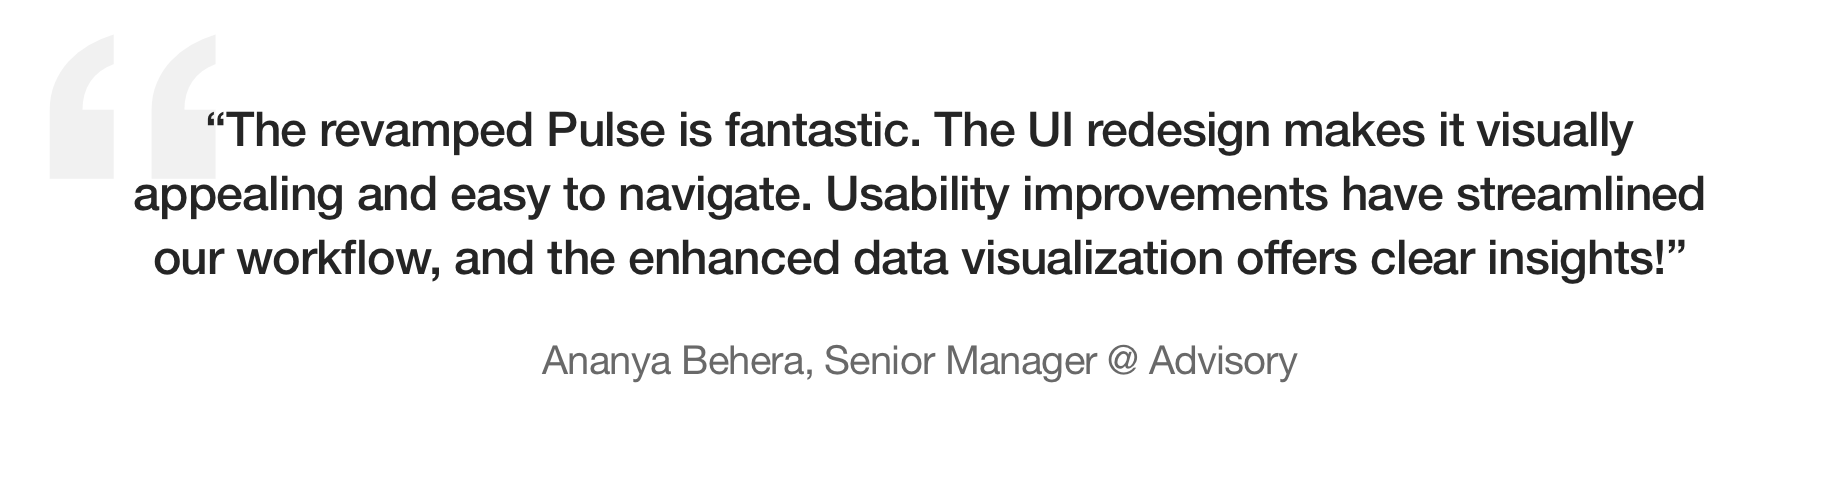 “The revamped Pulse is fantastic. The UI redesign makes it visually
appealing and easy to navigate. Usability improvements have streamlined
our workflow, and the enhanced data visualization offers clear insights!”
Ananya Behera, Senior Manager @ Advisory